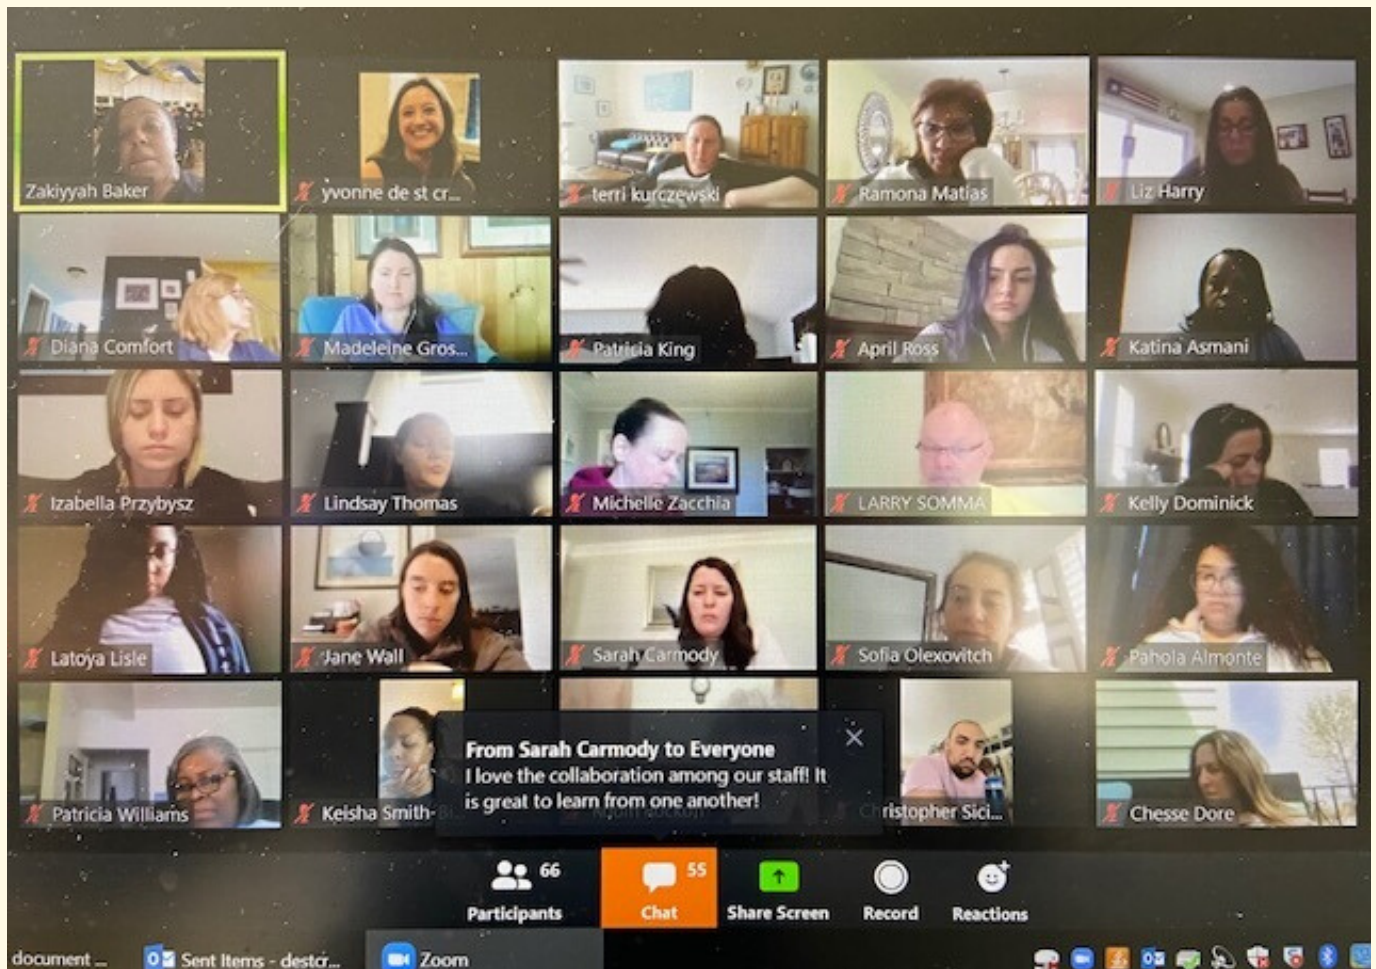 Zakiyyah Baker
yvonne de st cr...
terri kurczewski
Ramona Matias
Liz Harry
Diana Comfort
Madeleine Gros...
Patricia King
April Ross
Katina Asmani
Izabella Przybysz
Lindsay Thomas
Michelle Zacchia
LARRY SOMMA
Kelly Dominick
Latoya Lisle
Jane Wall
Sarah Carmody
Sofia Olexovitch
Pahola Almonte
Patricia Williams
Keisha Smith-
Christopher Sici...
Chesse Dore
From Sarah Carmody to Everyone
I love the collaboration among our staff! It
is great to learn from one another!
66
Participants
55
Chat
Share Screen
Record
Reactions
document ...
Sent Items - destcr...
Zoom